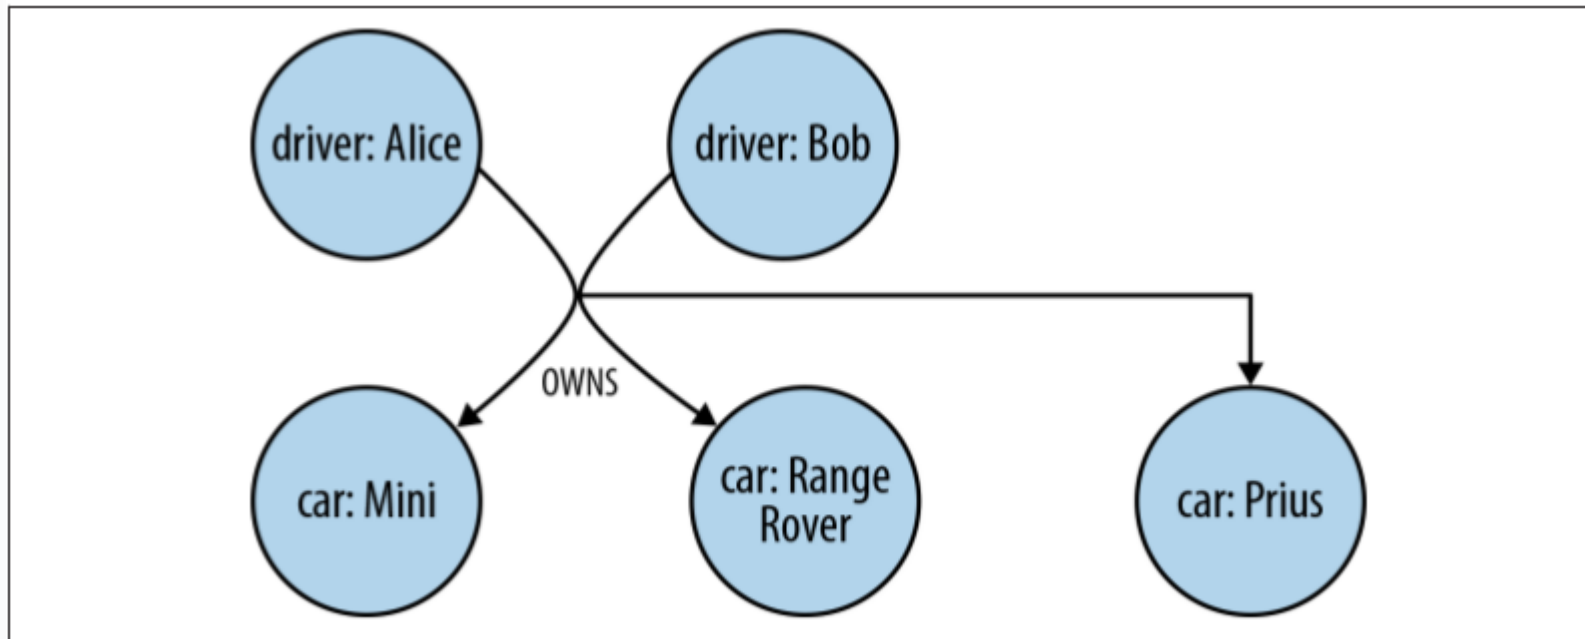 driver: Alice
driver: Bob
OWNS
car: Mini
car: Range
Rover
car: Prius